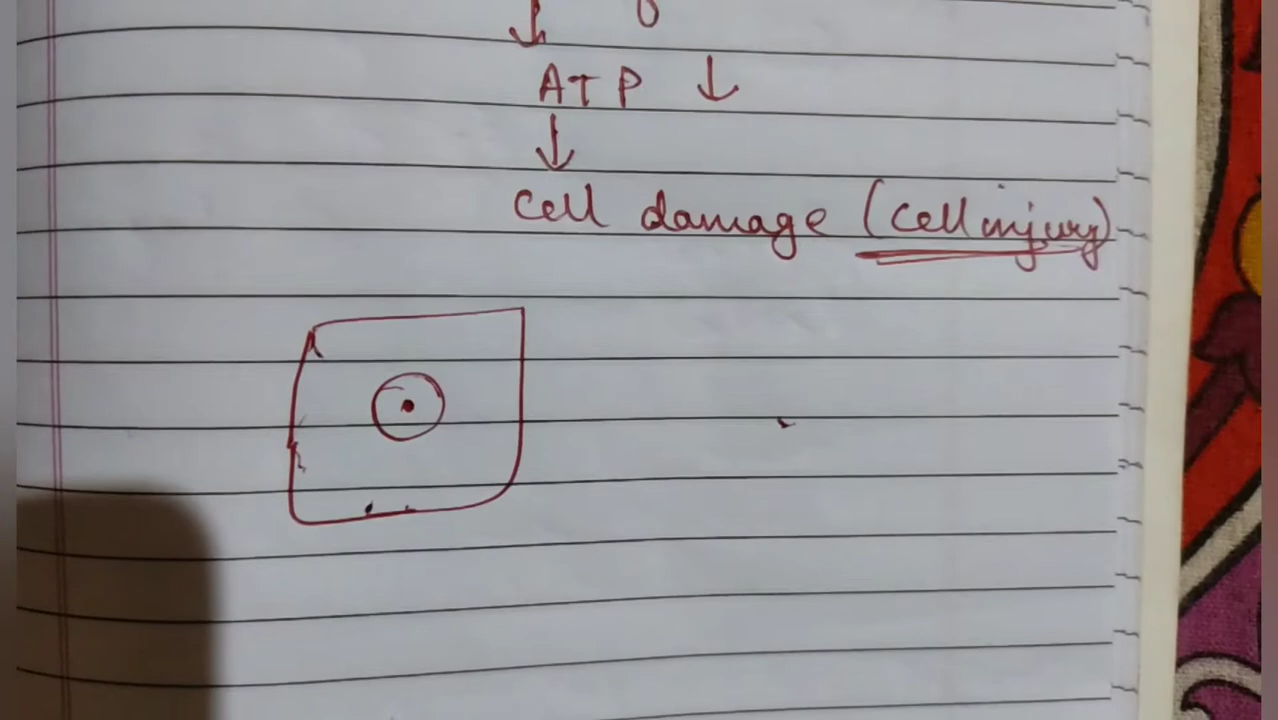 ↓
ATP ↓
↓
Cell damage (Cell injury)